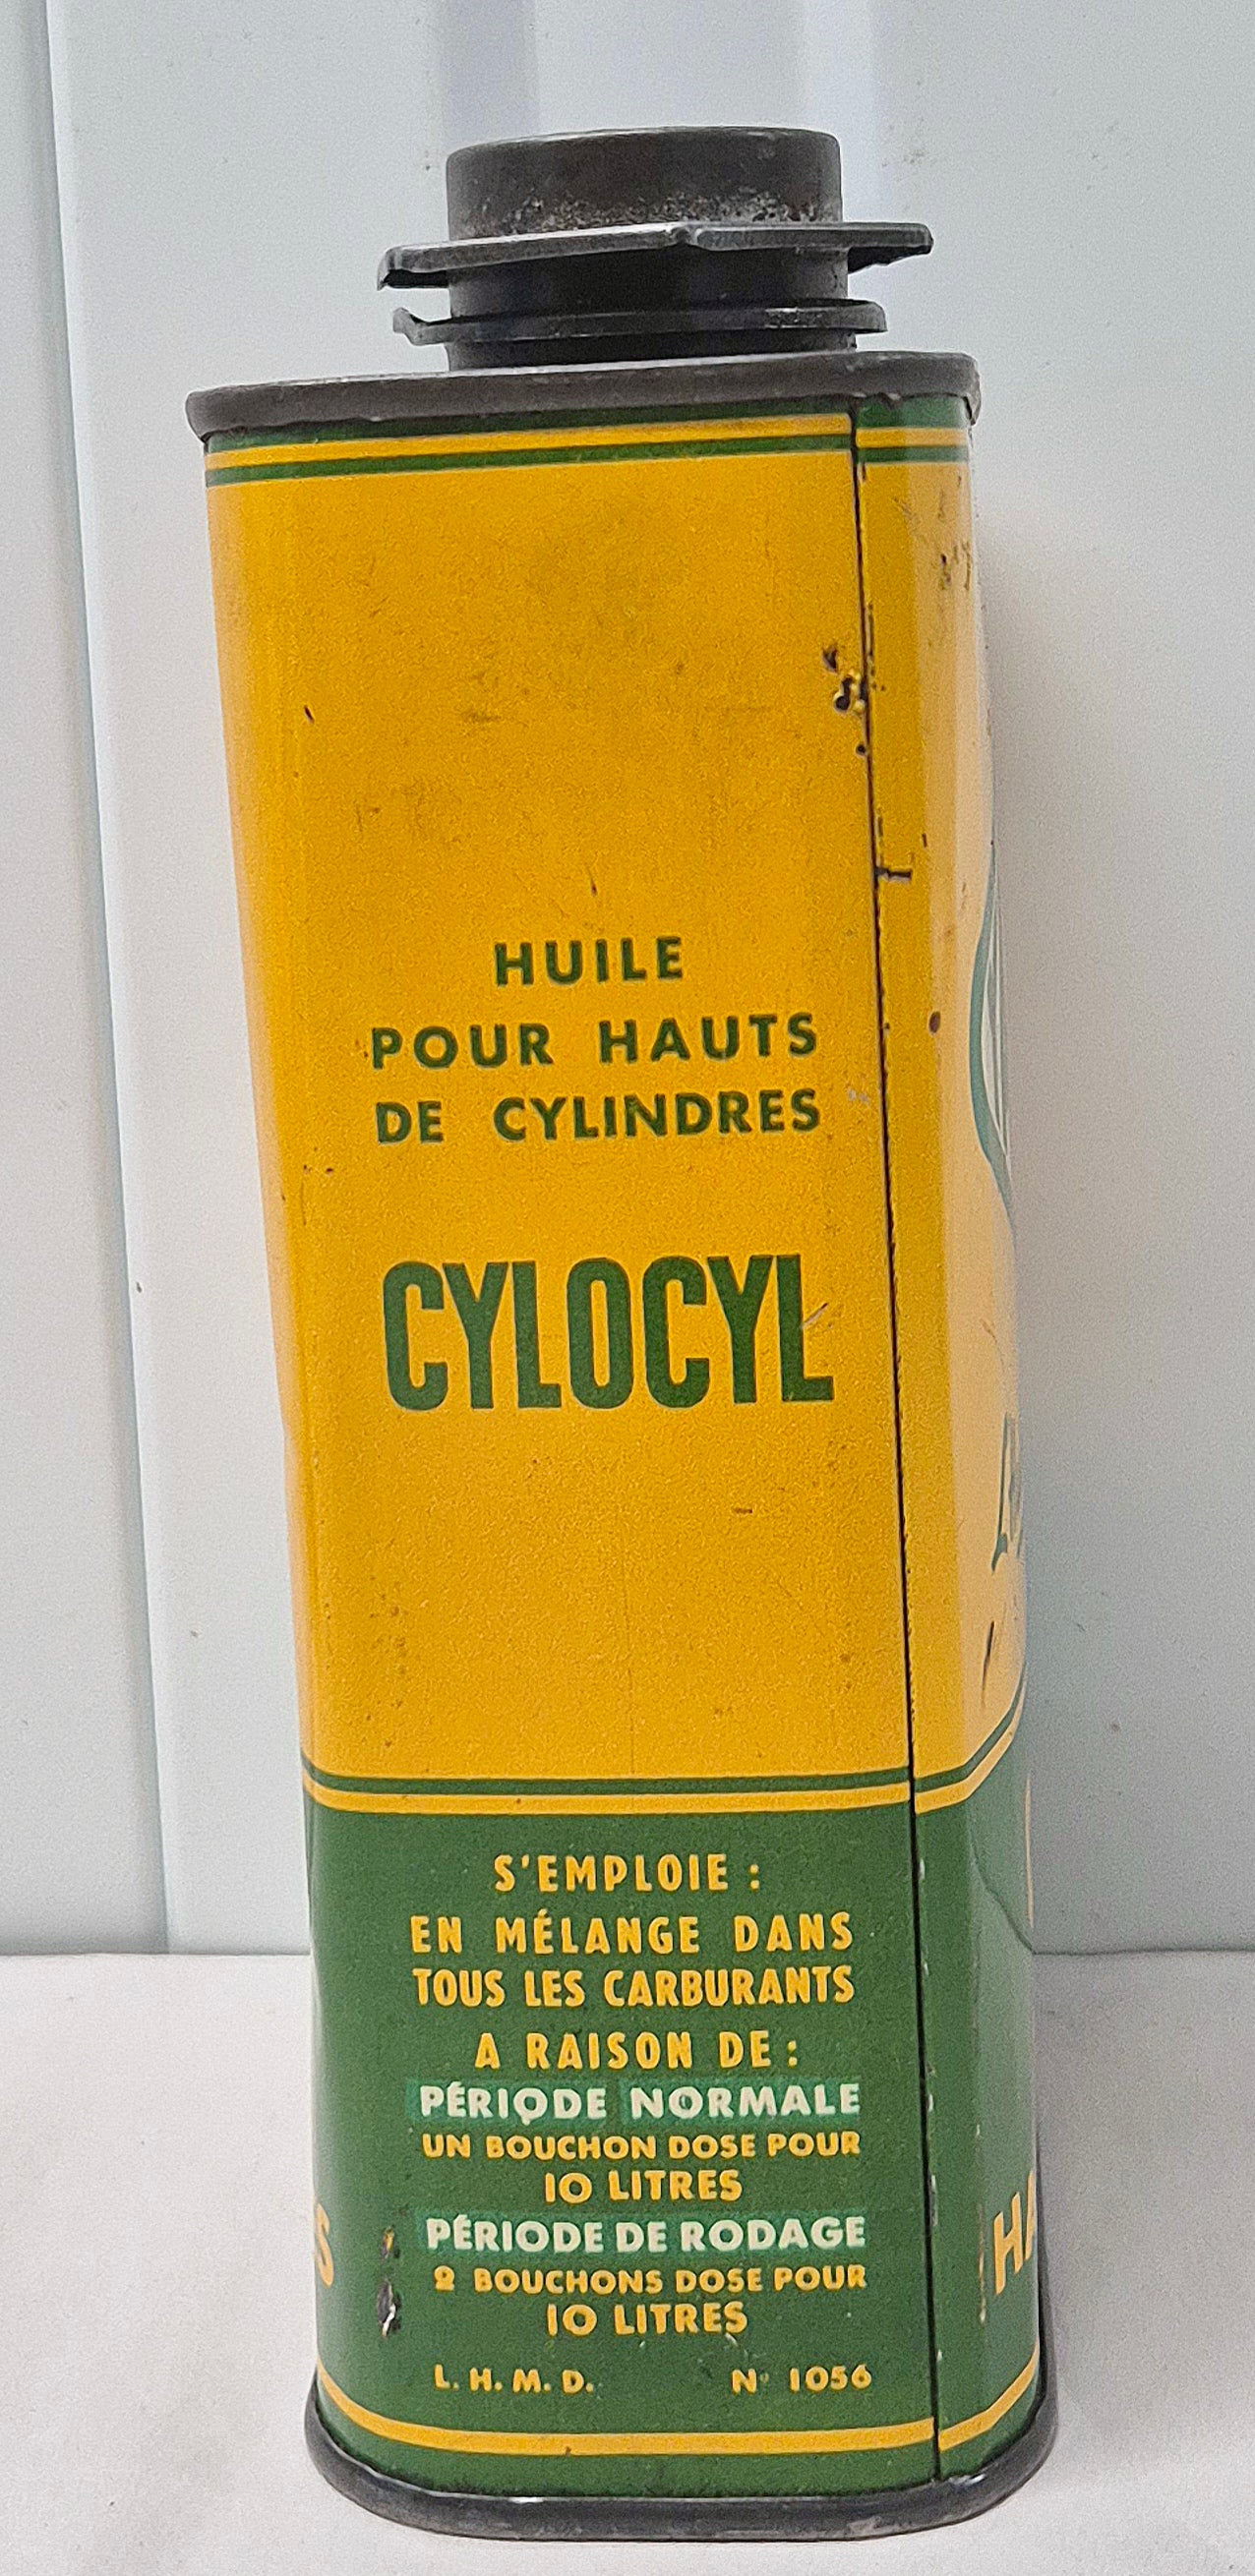 HUILE
POUR HAUTS
DE CYLINDRES
CYLOCYL
S'EMPLOIE :
EN MÉLANGE DANS
TOUS LES CARBURANTS
A RAISON DE :
PÉRIODE NORMALE
UN BOUCHON DOSE POUR
10 LITRES
PÉRIODE DE RODAGE
2 BOUCHONS DOSE POUR
10 LITRES
L. H. M. D. N° 1056
S
HA